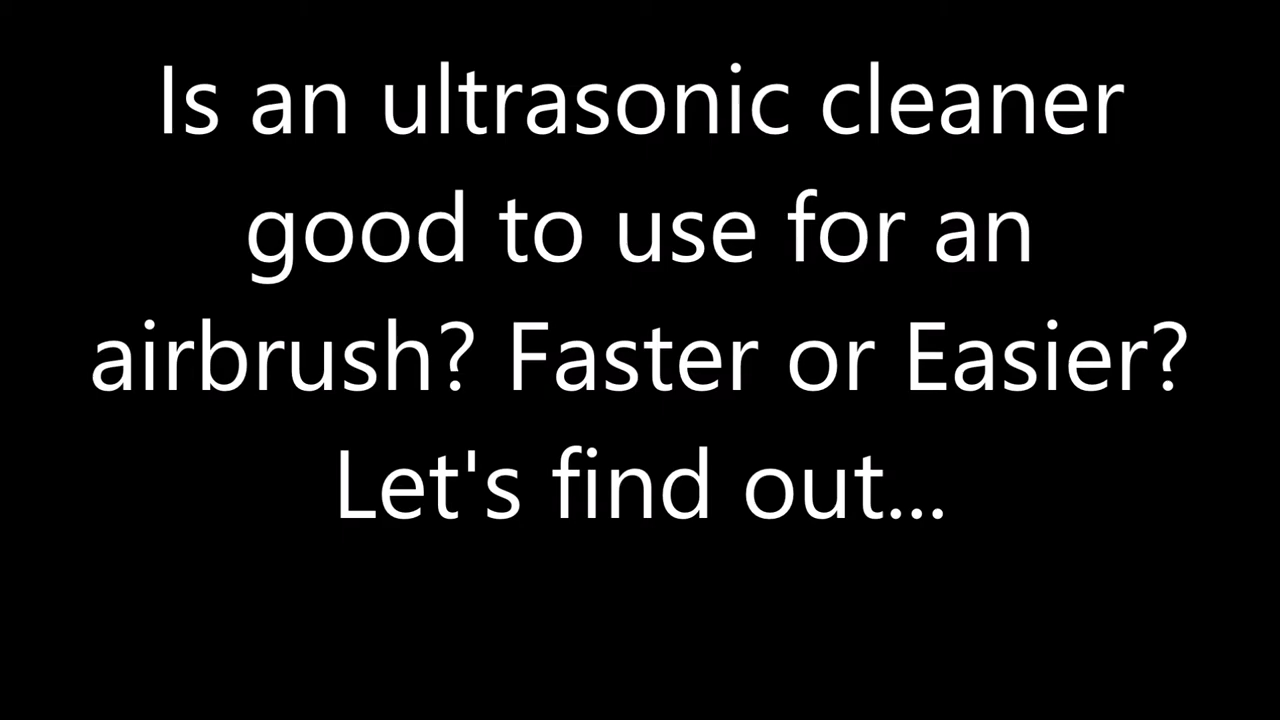 Is an ultrasonic cleaner
good to use for an
airbrush? Faster or Easier?
Let's find out...